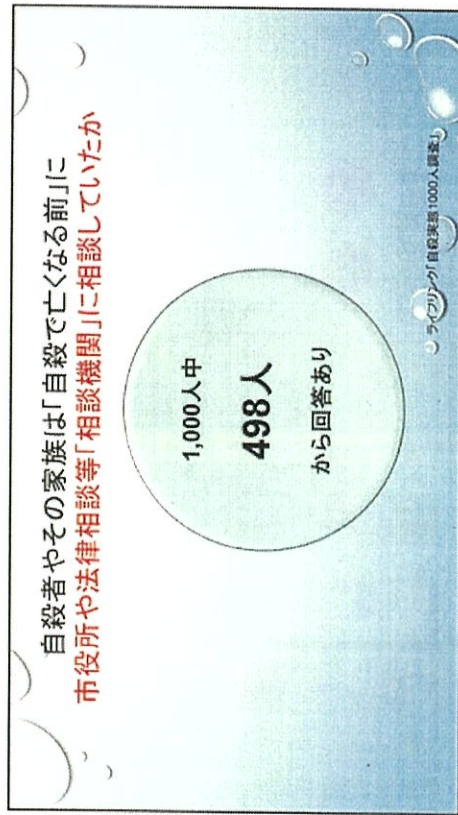 自殺者やその家族は「自殺で亡くなる前」に
市役所や法律相談等「相談機関」に相談していたか
1,000人中
498人
から回答あり
ライフリンク「自殺実態1000人調査」